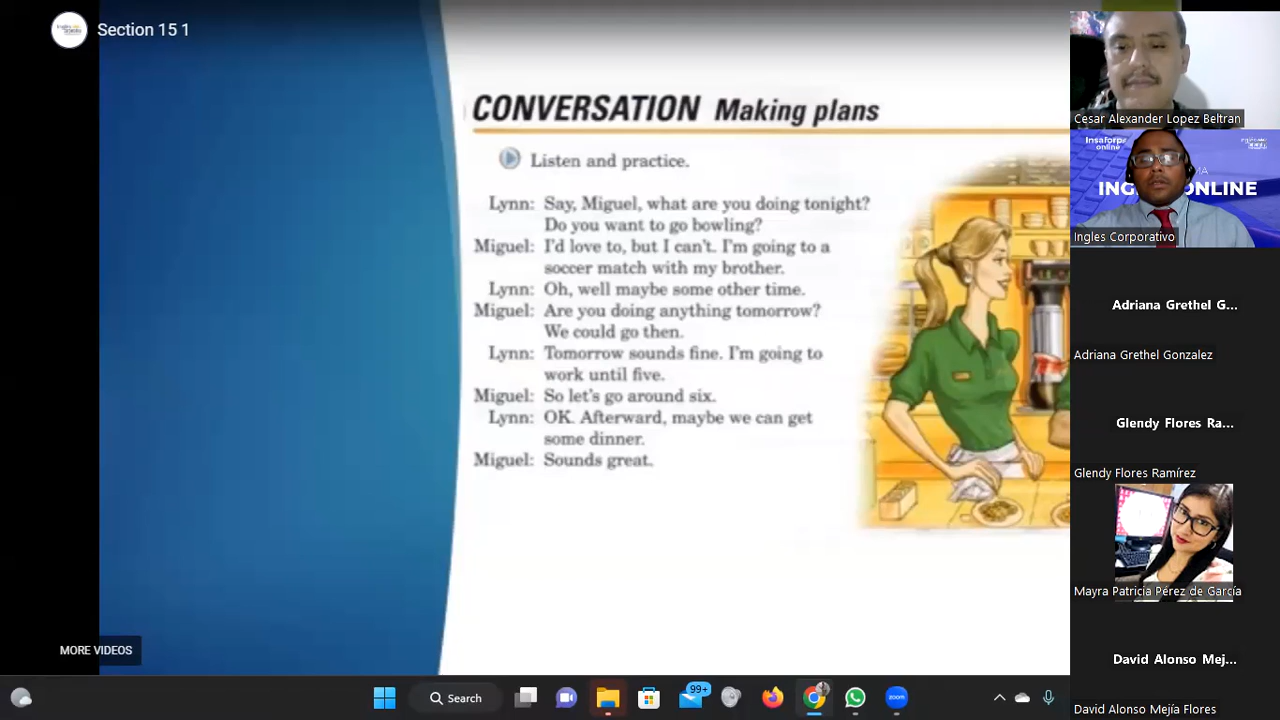 Section 15 1
CONVERSATION Making plans
Listen and practice.
Lynn: Say, Miguel, what are you doing tonight?
Do you want to go bowling?
Miguel: I'd love to, but I can't. I'm going to a
soccer match with my brother.
Lynn: Oh, well maybe some other time.
Miguel: Are you doing anything tomorrow?
We could go then.
Lynn: Tomorrow sounds fine. I'm going to
work until five.
Miguel: So let's go around six.
Lynn: OK. Afterward, maybe we can get
some dinner.
Miguel: Sounds great.
MORE VIDEOS
Cesar Alexander Lopez Beltran
Insaforp
online
ONLINE
Ingles Corporativo
Adriana Grethel G...
Adriana Grethel Gonzalez
Glendy Flores Ra...
Glendy Flores Ramírez
Mayra Patricia Pérez de García
David Alonso Mej...
David Alonso Mejía Flores
Search
99+
zoom